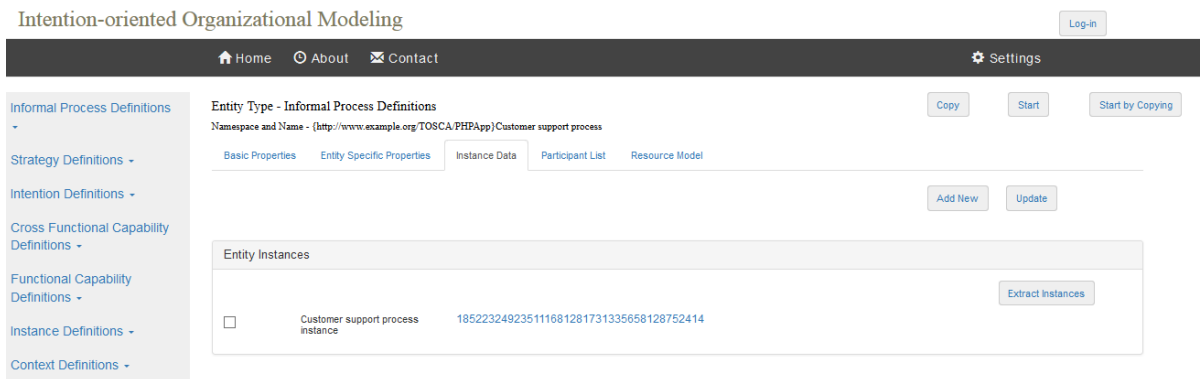 Intention-oriented Organizational Modeling
Log-in
Home About Contact Settings
Informal Process Definitions
Strategy Definitions
Intention Definitions
Cross Functional Capability
Definitions
Functional Capability
Definitions
Instance Definitions
Context Definitions
Entity Type - Informal Process Definitions
Copy Start Start by Copying
Namespace and Name - {http://www.example.org/TOSCA/PHPApp}Customer support process
Basic Properties Entity Specific Properties Instance Data Participant List Resource Model
Add New Update
Entity Instances
Extract Instances
Customer support process
instance
185223249235111681281731335658128752414